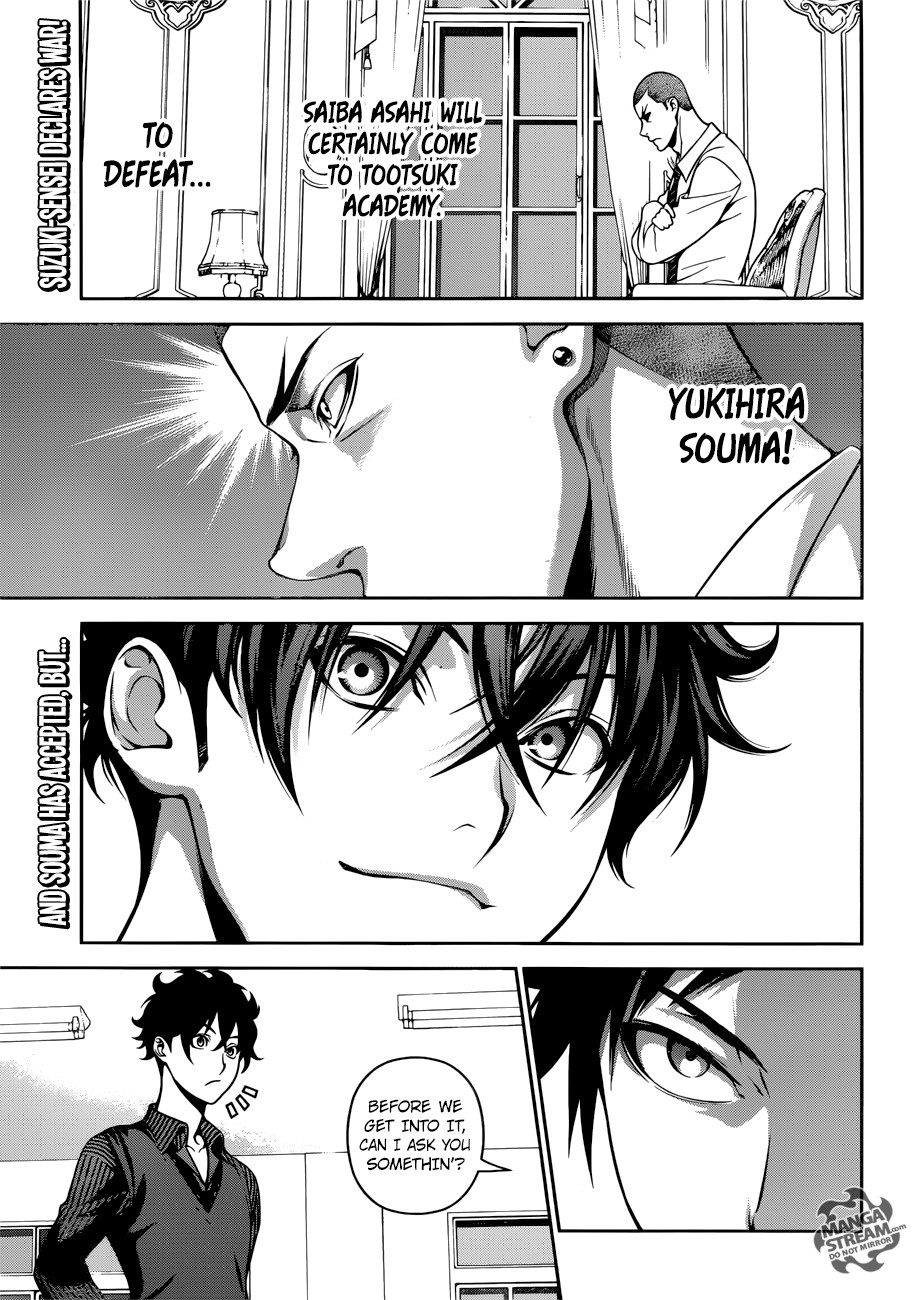 SUZUKI-SENSEI DECLARES WAR!
SAIBA ASAHI WILL
CERTAINLY COME
TO TOOTSUKI
ACADEMY.
TO
DEFEAT...
YUKIHIRA
SOUMA!
AND SOUMA HAS ACCEPTED, BUT...
BEFORE WE
GET INTO IT,
CAN I ASK YOU
SOMETHIN'?
MANGA
STREAM.com
DO NOT MIRROR